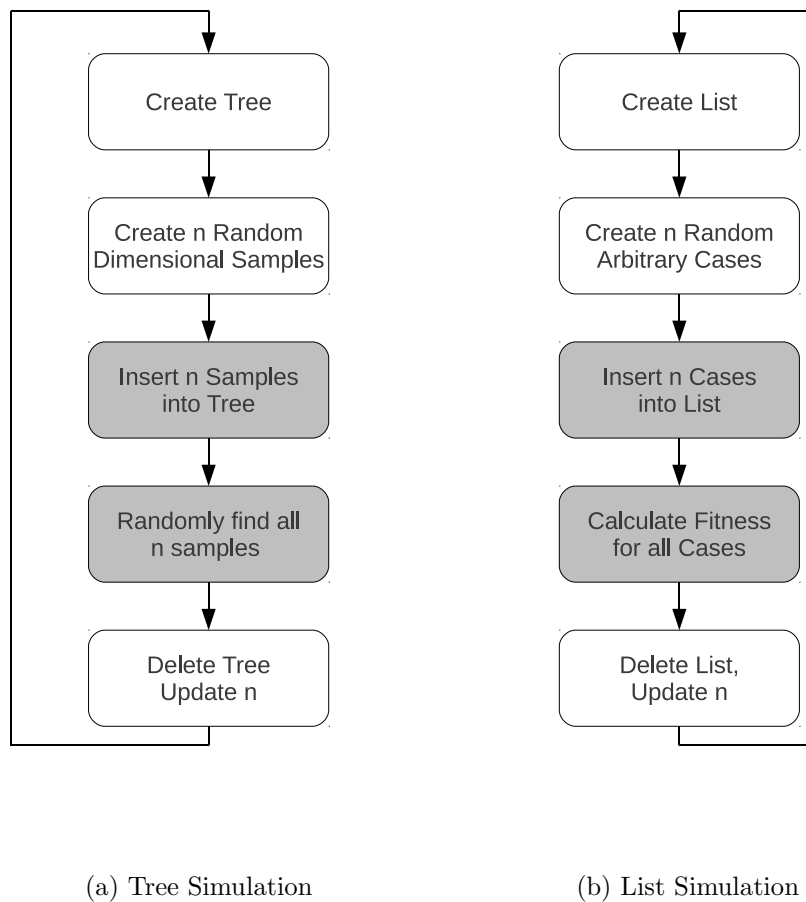 Create Tree
Create n Random
Dimensional Samples
Insert n Samples
into Tree
Randomly find all
n samples
Delete Tree
Update n
(a) Tree Simulation
Create List
Create n Random
Arbitrary Cases
Insert n Cases
into List
Calculate Fitness
for all Cases
Delete List,
Update n
(b) List Simulation